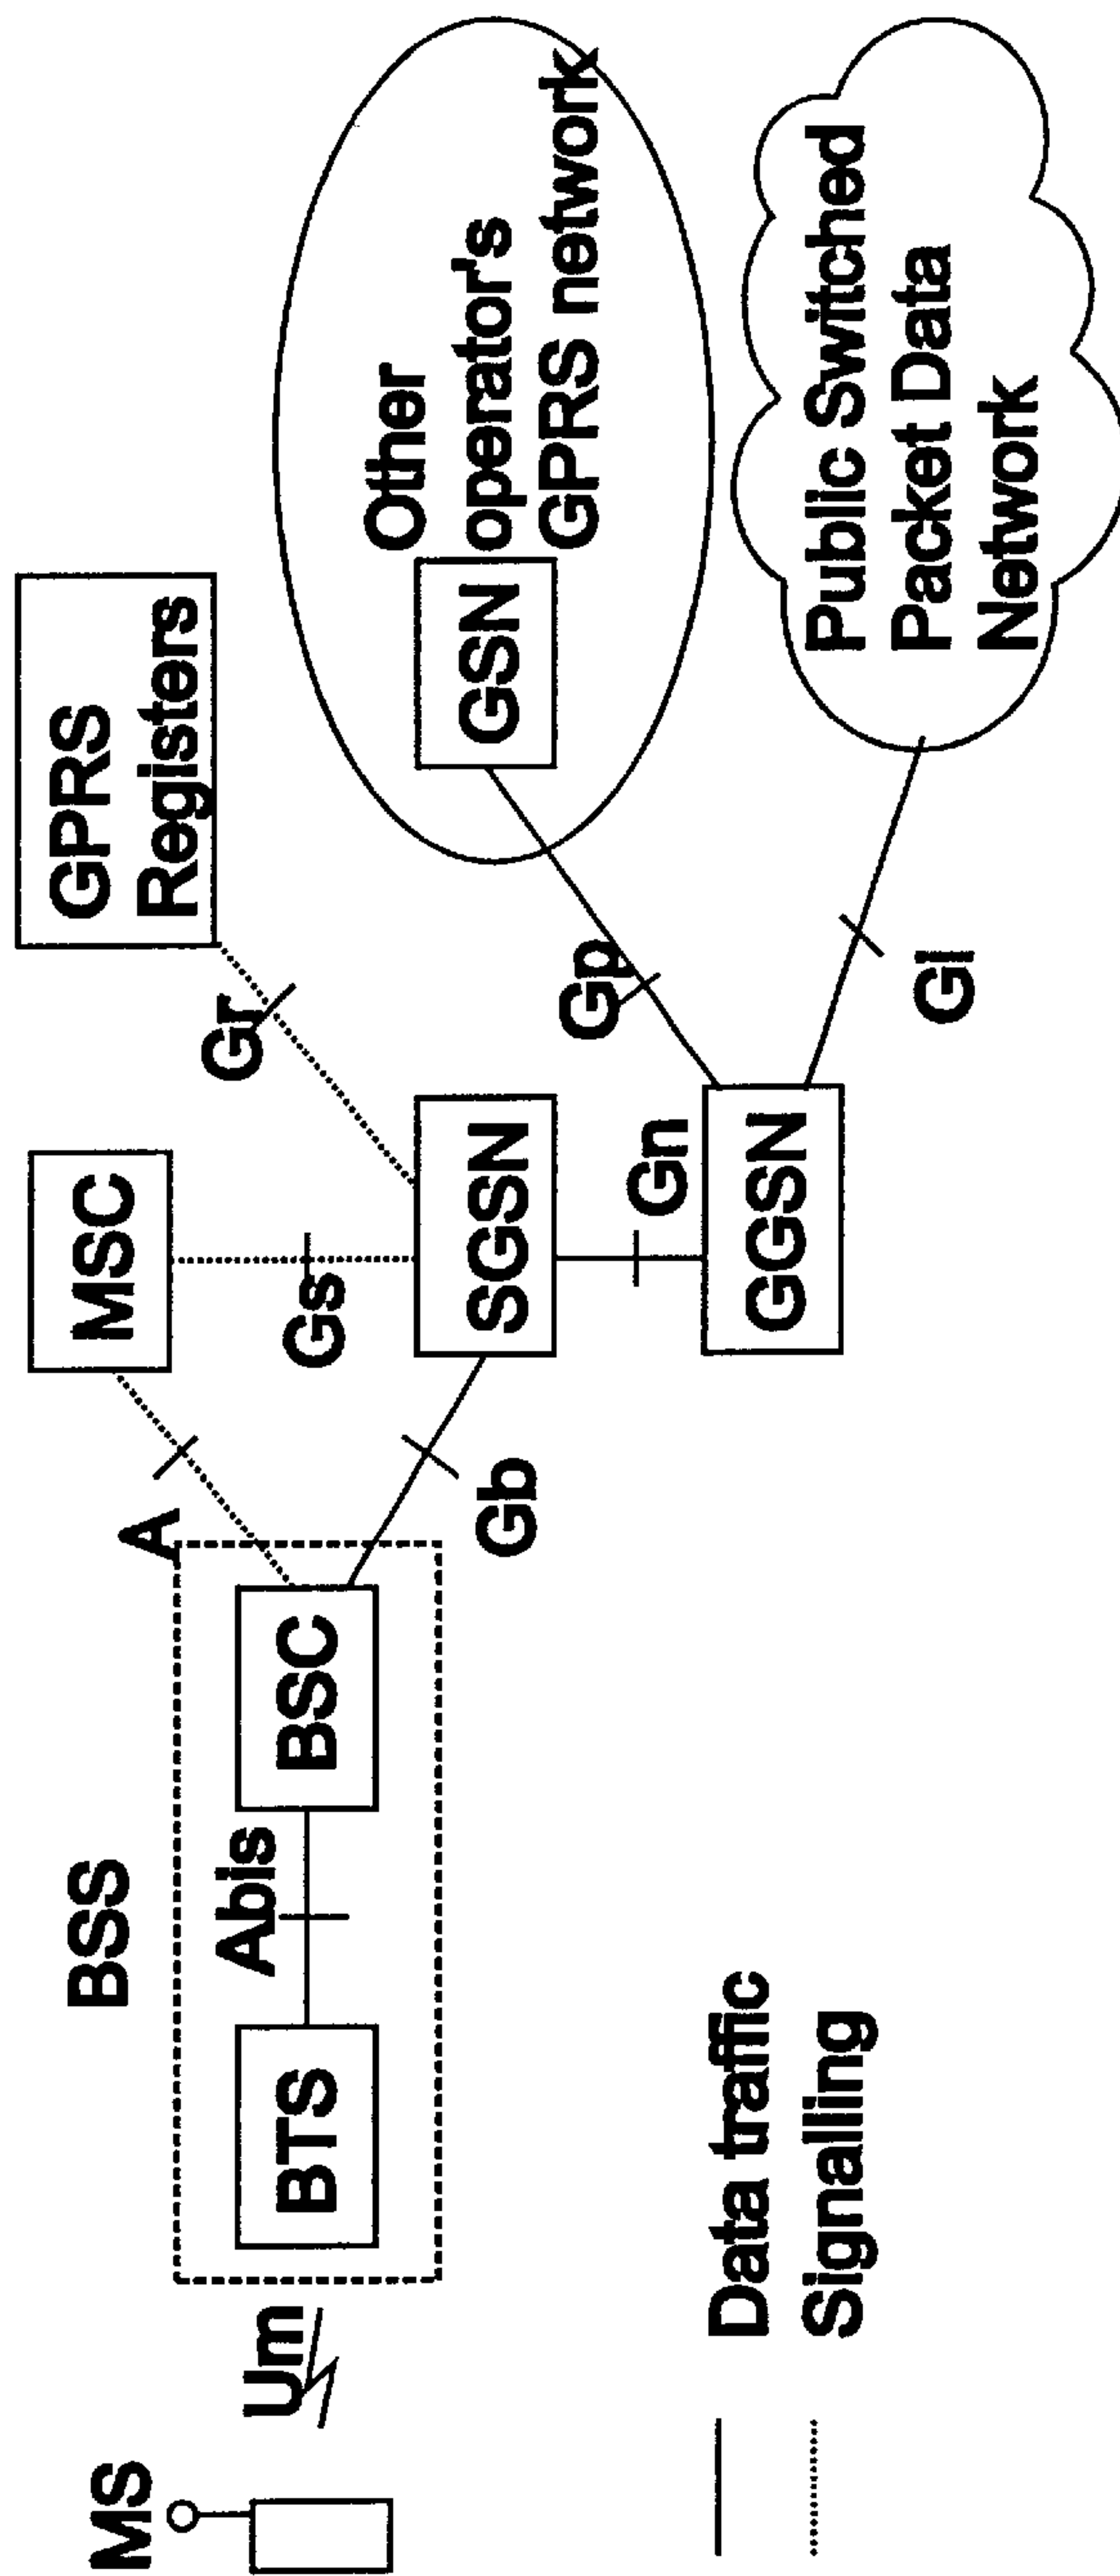 MS
Um
BSS
BTS
Abis
BSC
A
MSC
Gs
Gr
GPRS
Registers
Gb
SGSN
Gn
GGSN
Gp
Gi
GSN
Other
operator's
GPRS network
Public Switched
Packet Data
Network
Data traffic
Signalling